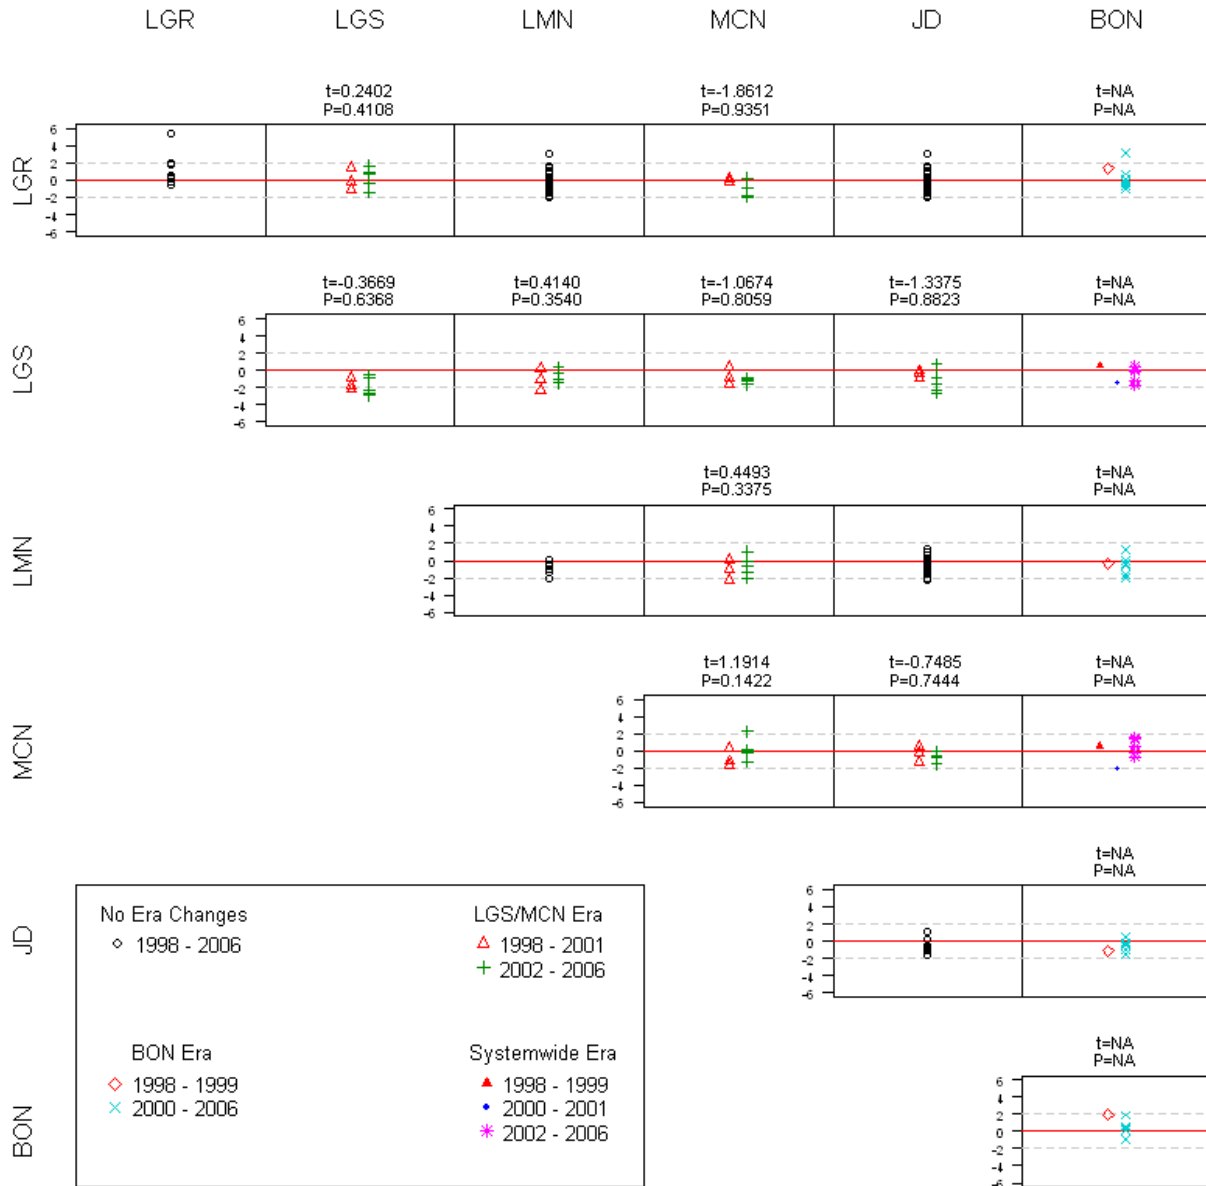 LGR LGS LMN MCN JD BON
t=0.2402 t=-1.8612 t=NA
P=0.4108 P=0.9351 P=NA
LGR
6
4
2
0
-2
-4
-6
t=-0.3669 t=0.4140 t=-1.0674 t=-1.3375 t=NA
P=0.6368 P=0.3540 P=0.8059 P=0.8823 P=NA
LGS
6
4
2
0
-2
-4
-6
t=0.4493 t=NA
P=0.3375 P=NA
LMN
6
4
2
0
-2
-4
-6
t=1.1914 t=-0.7485 t=NA
P=0.1422 P=0.7444 P=NA
MCN
6
4
2
0
-2
-4
-6
t=NA
P=NA
JD
6
4
2
0
-2
-4
-6
No Era Changes
1998 - 2006
LGS/MCN Era
1998 - 2001
2002 - 2006
BON Era
1998 - 1999
2000 - 2006
Systemwide Era
1998 - 1999
2000 - 2001
2002 - 2006
t=NA
P=NA
BON
6
4
2
0
-2
-4
-6